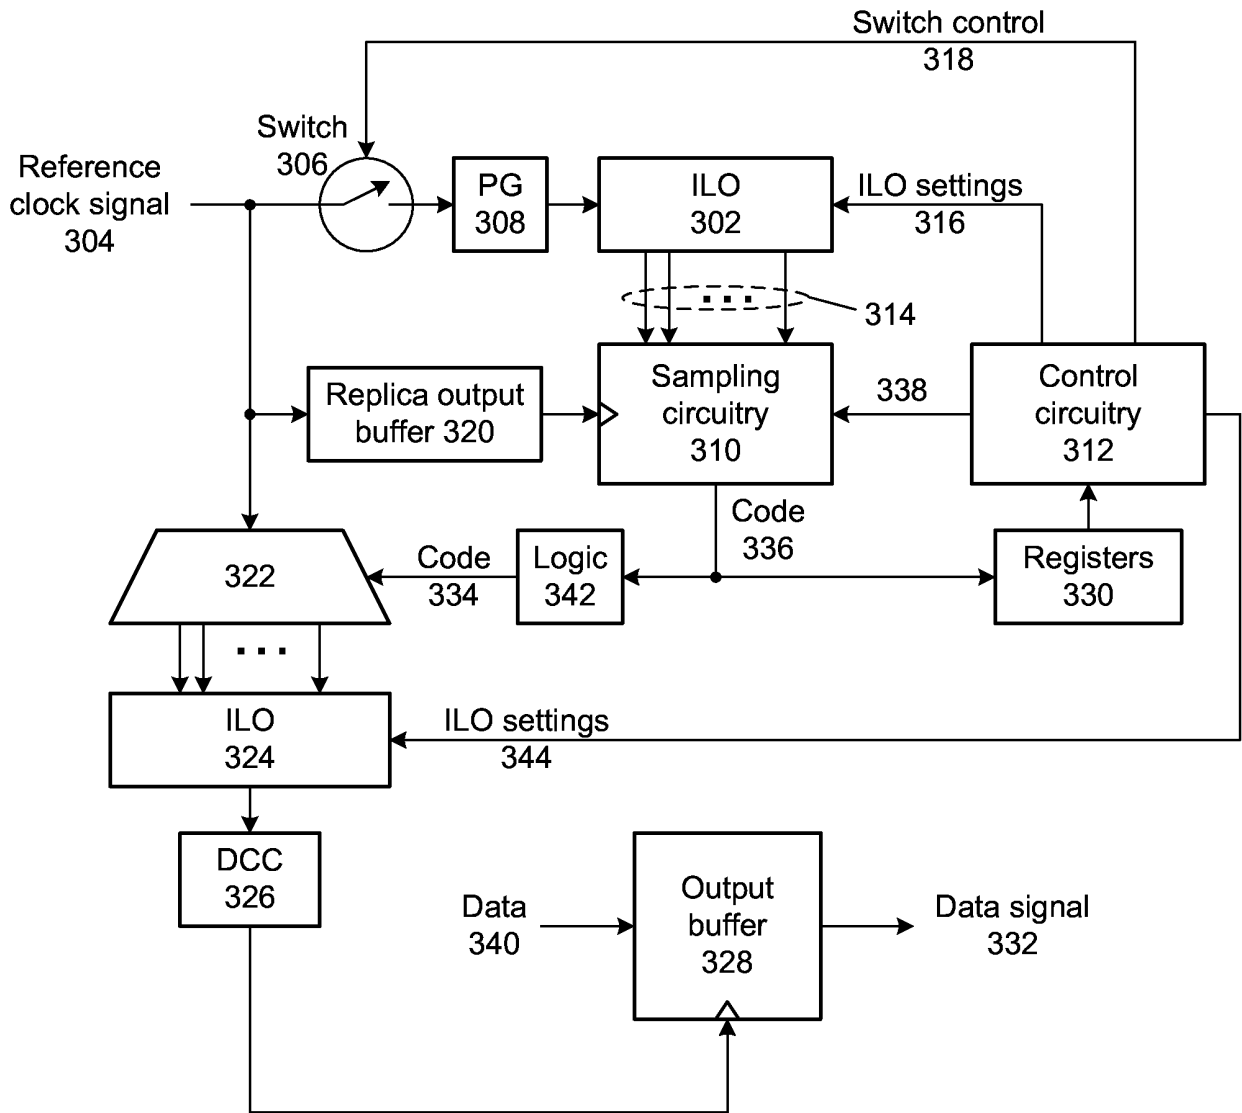 Switch control
318
Switch
306
Reference
clock signal
304
PG
308
ILO
302
ILO settings
316
314
Replica output
buffer 320
Sampling
circuitry
310
338
Control
circuitry
312
Code
336
322
Code
334
Logic
342
Registers
330
ILO
324
ILO settings
344
DCC
326
Data
340
Output
buffer
328
Data signal
332